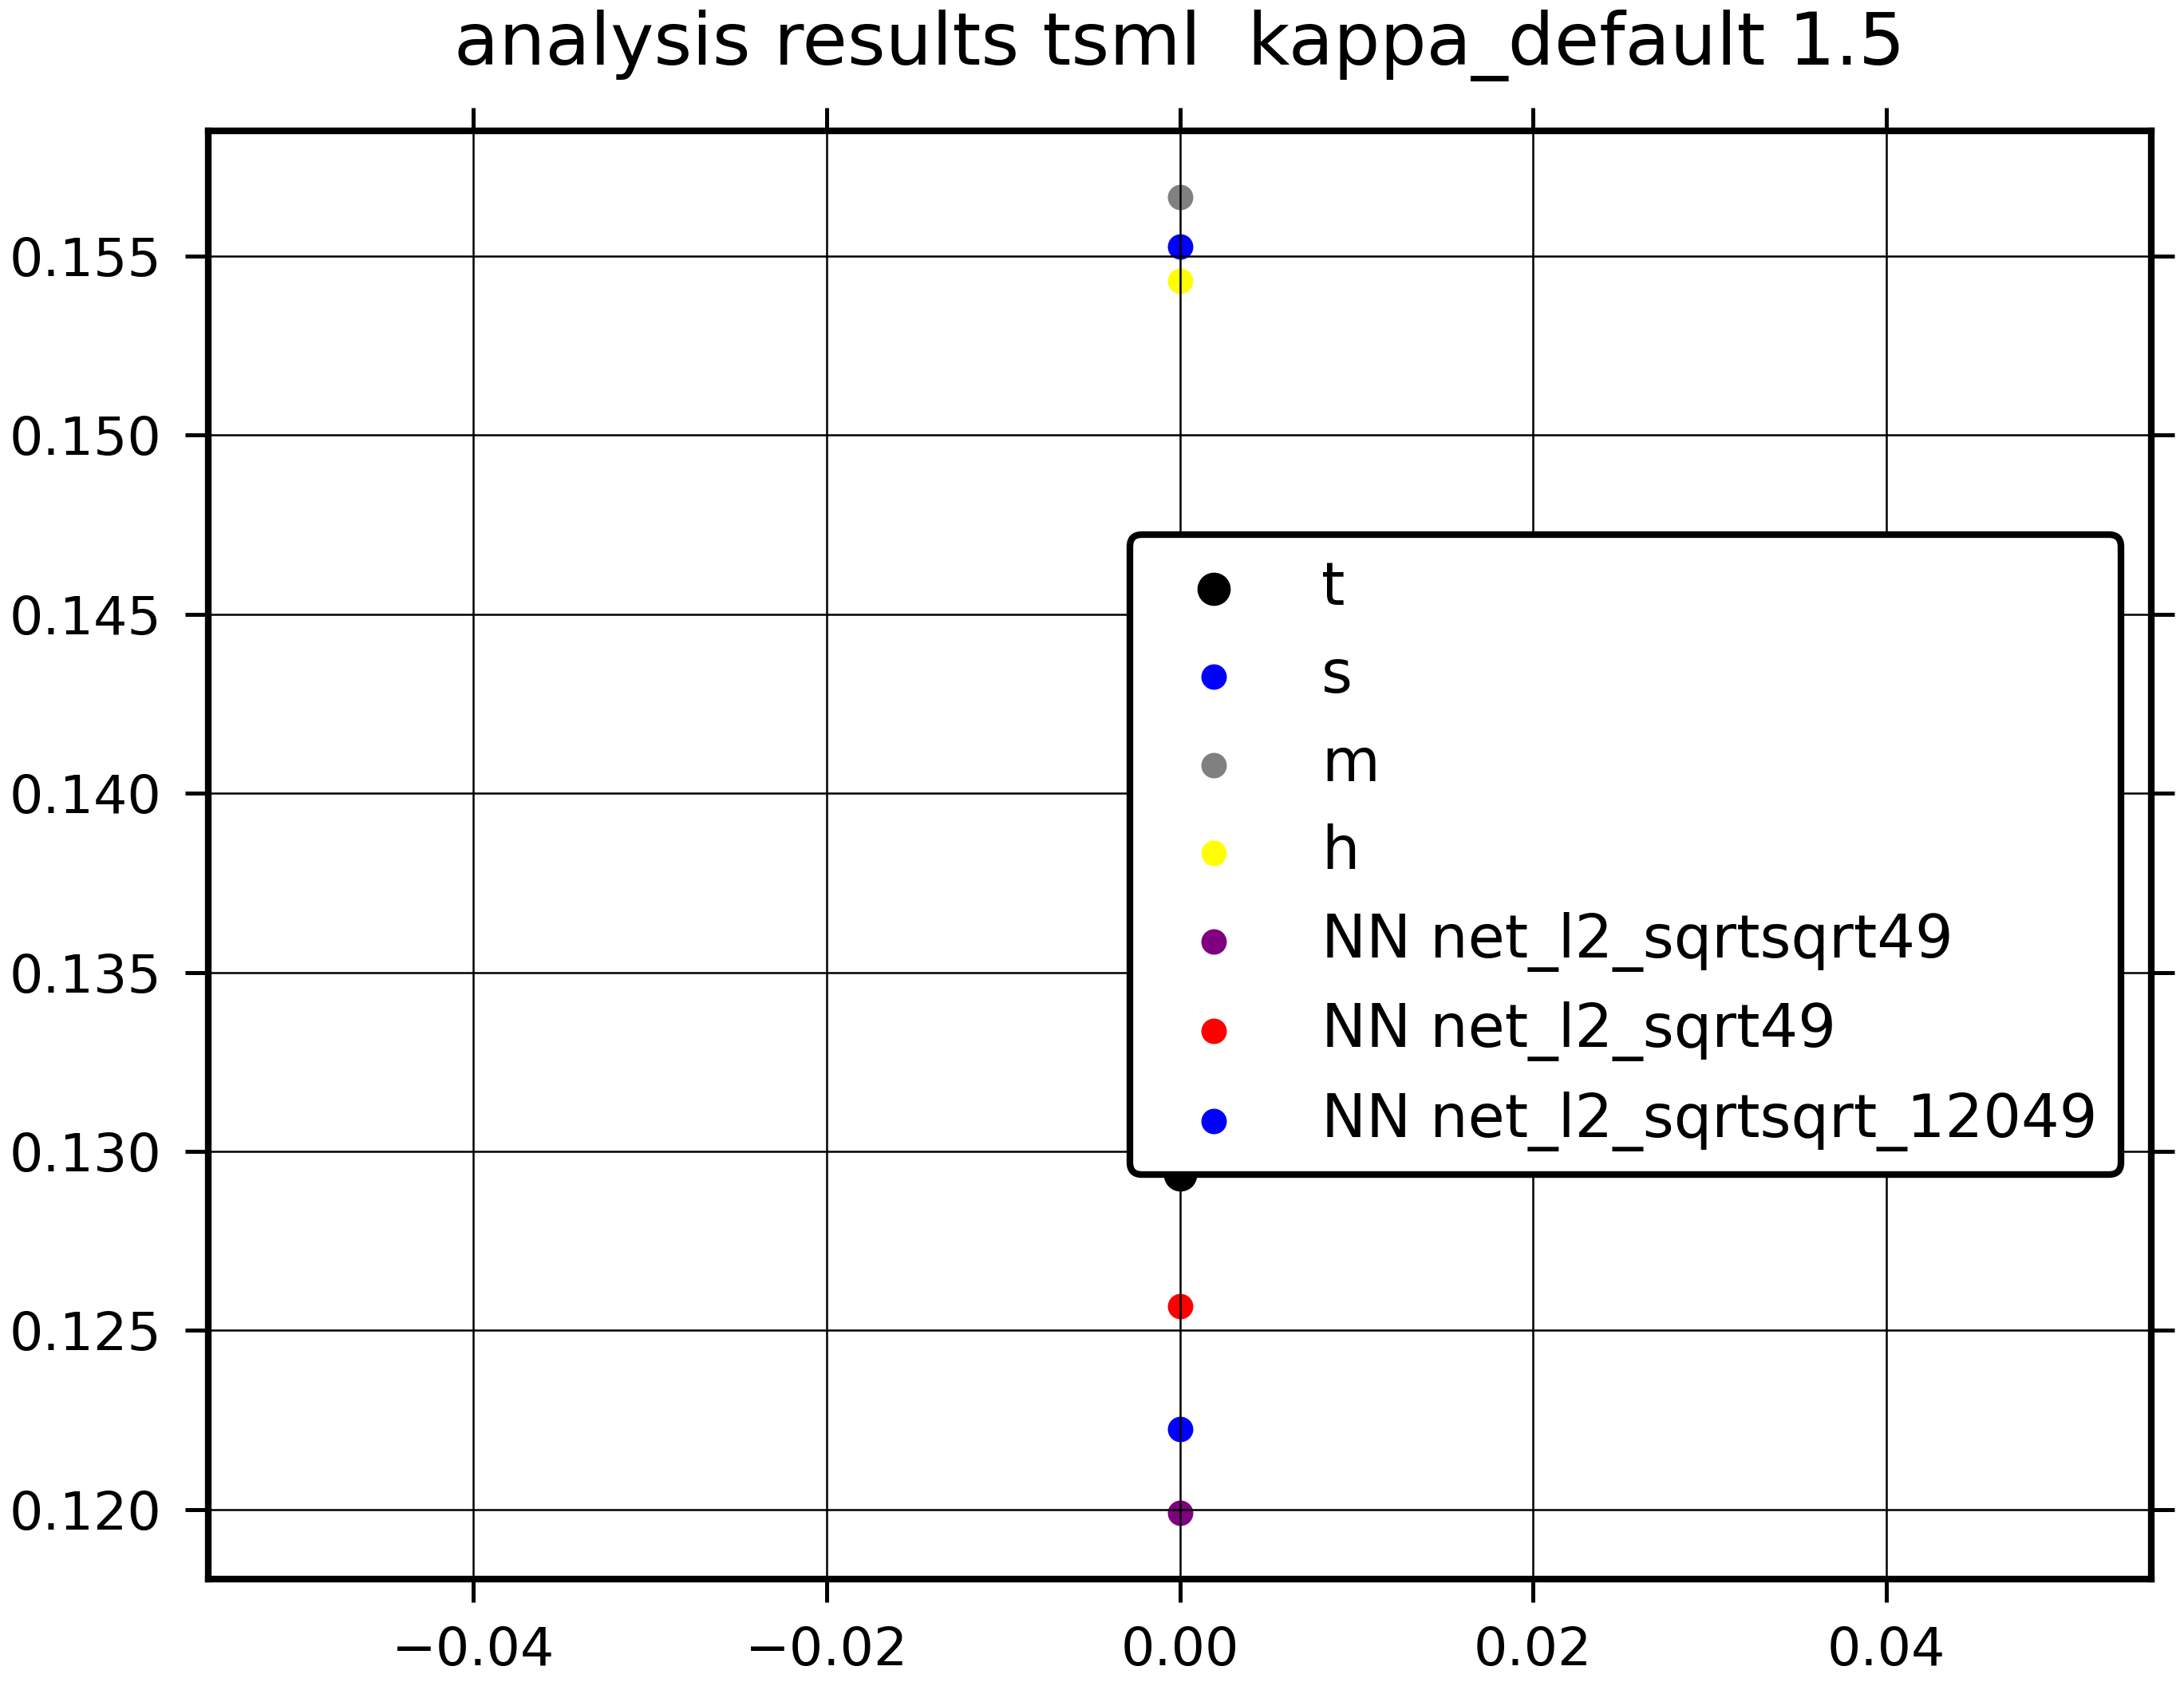 analysis results tsml  kappa_default 1.5
0.155
0.150
0.145
0.140
0.135
0.130
0.125
0.120
t
s
m
h
NN net_l2_sqrtsqrt49
NN net_l2_sqrt49
NN net_l2_sqrtsqrt_12049
−0.04 −0.02 0.00 0.02 0.04